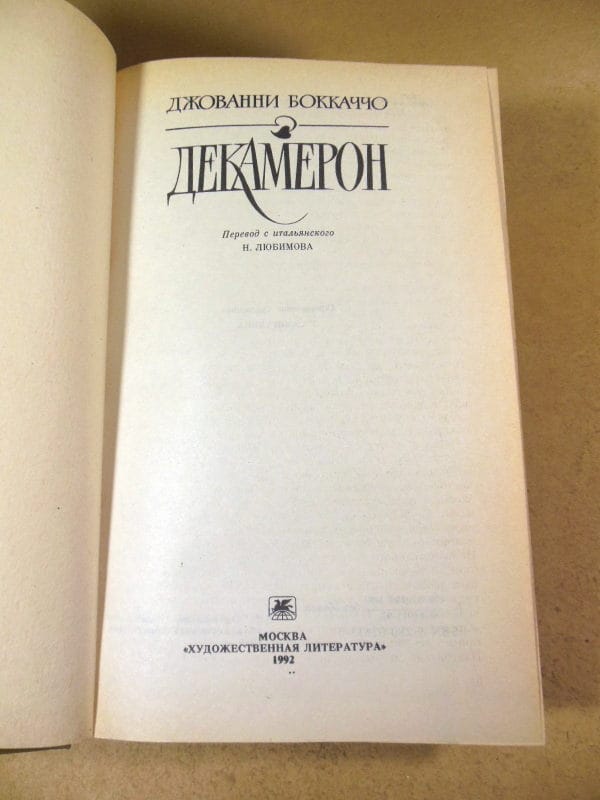 ДЖОВАННИ БОККАЧЧО
ДЕКАМЕРОН
Перевод с итальянского
Н. ЛЮБИМОВА
МОСКВА
«ХУДОЖЕСТВЕННАЯ ЛИТЕРАТУРА»
1992